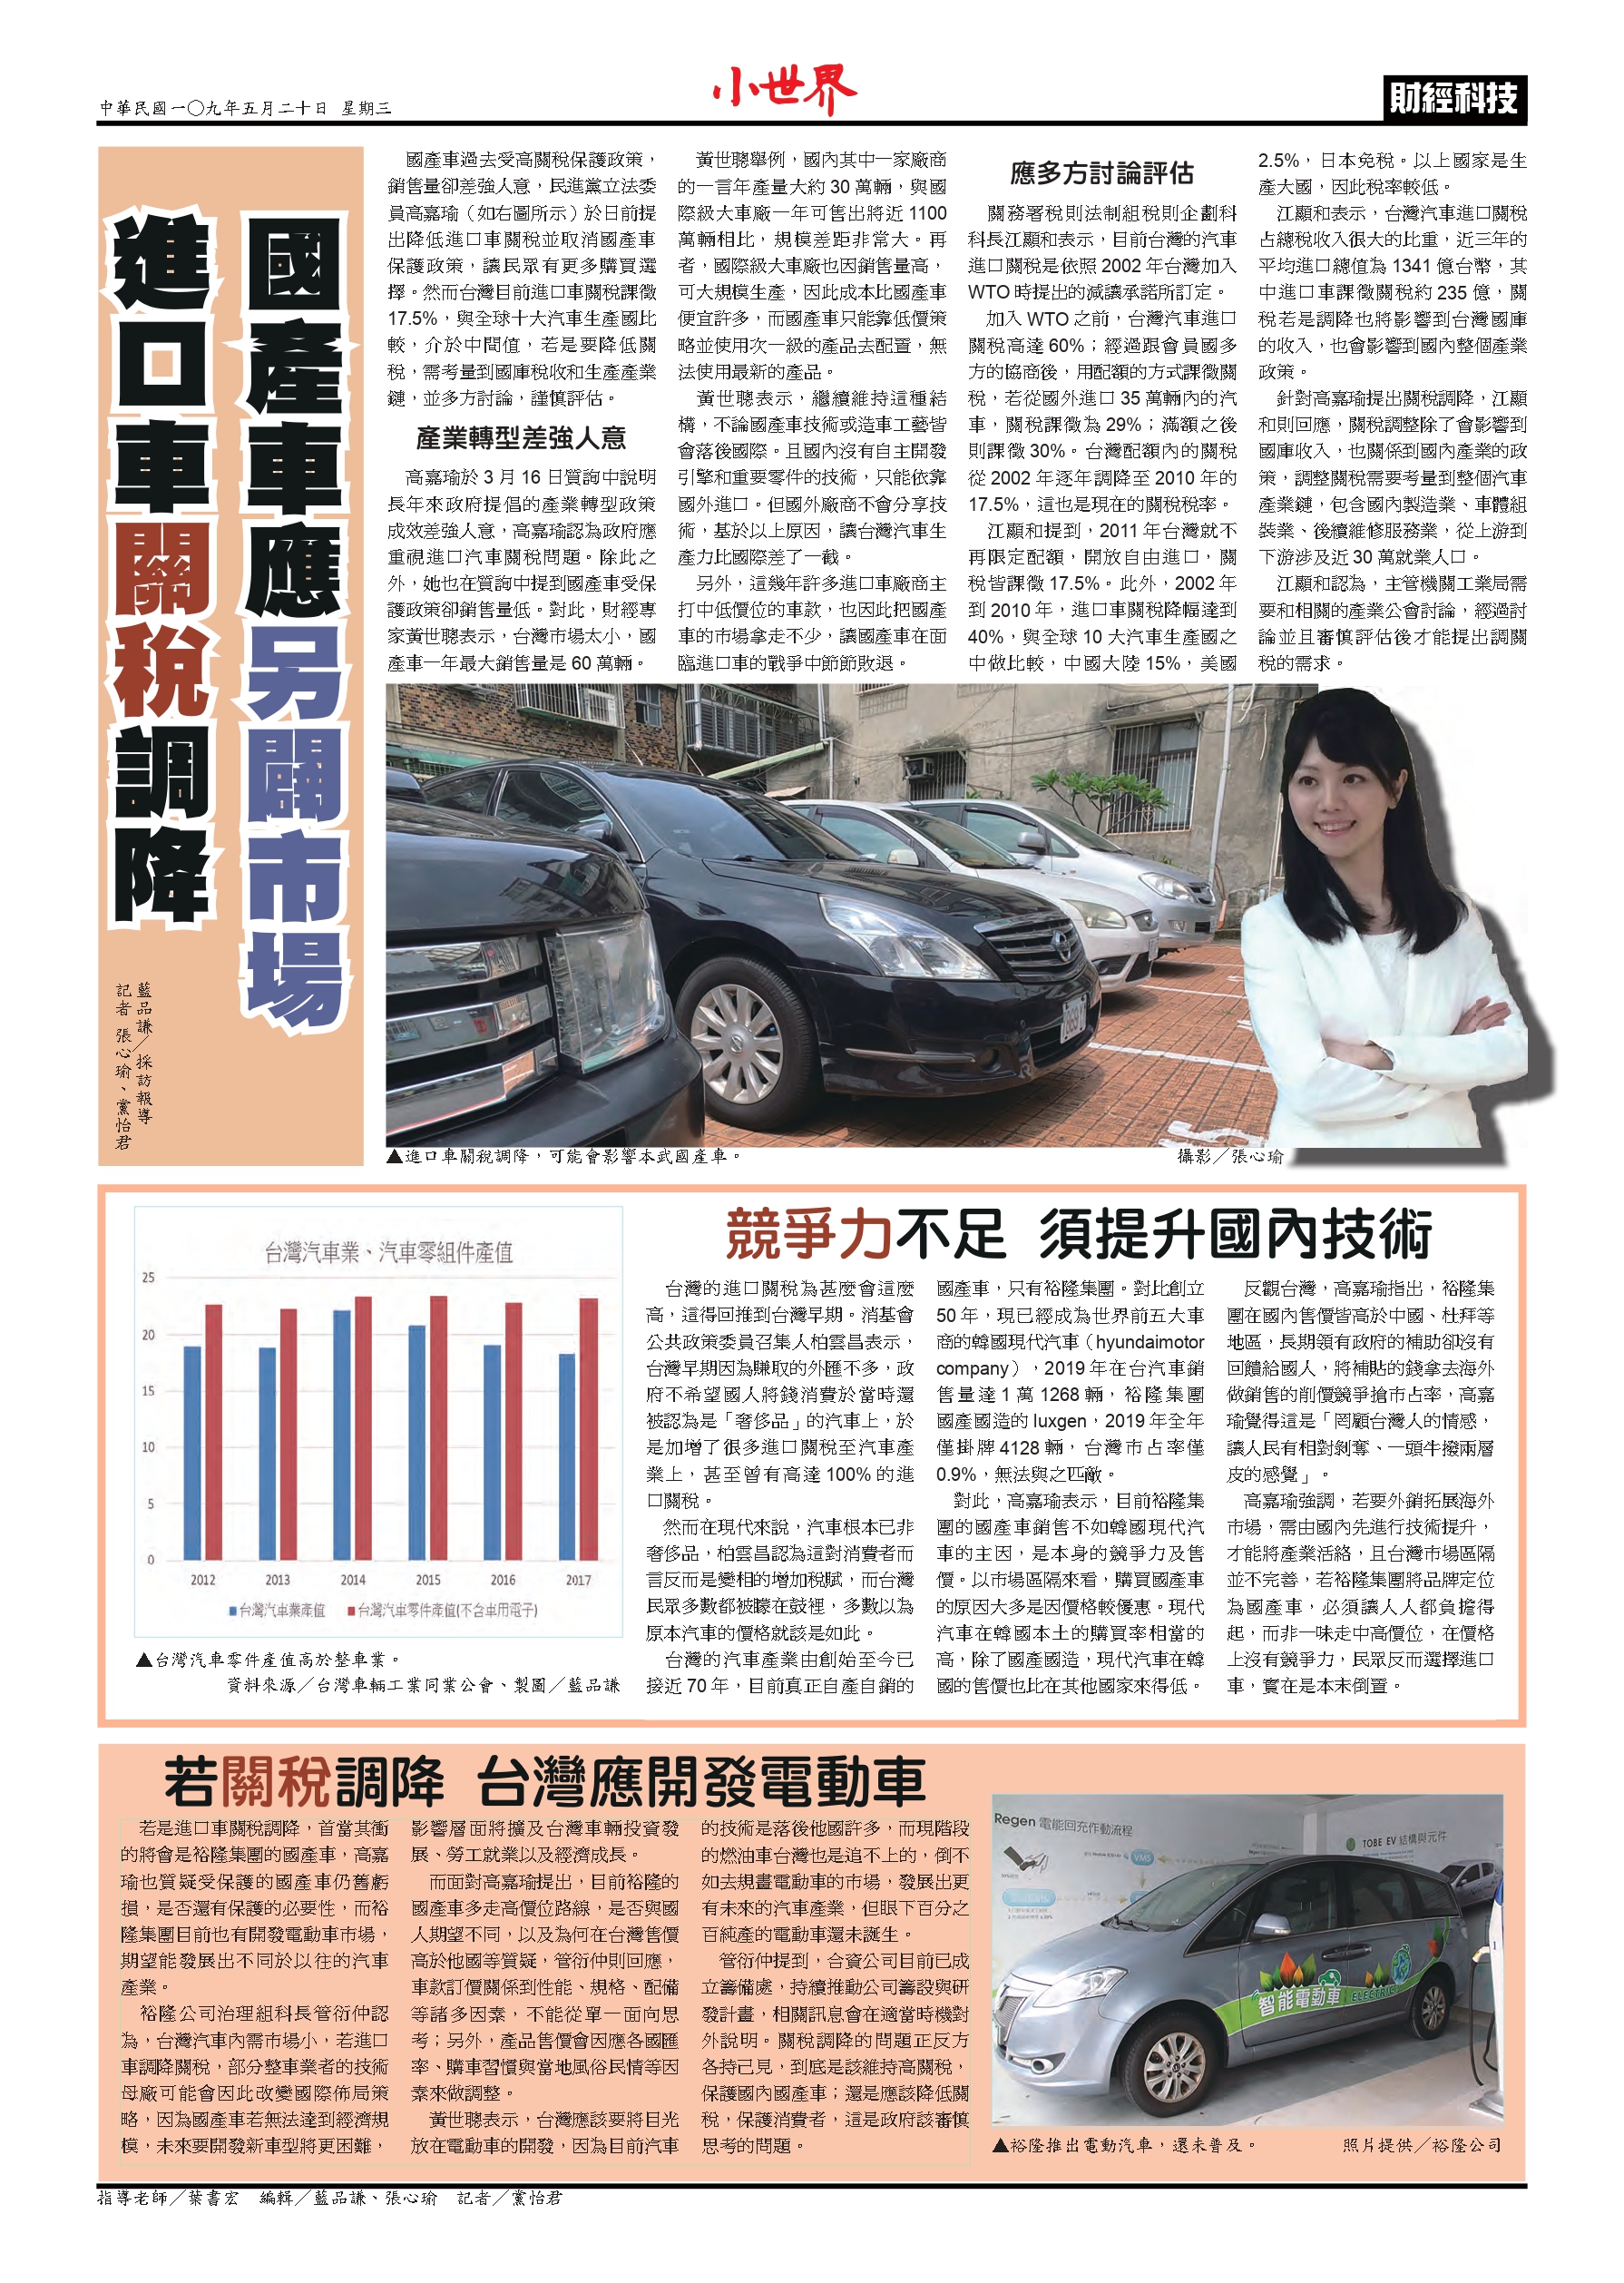 中華民國一〇九年五月二十日 星期三
小世界
財經科技
國產車應另闢市場
進口車關稅調降
記者 張心瑜、黨怡君
藍品謙／採訪報導
國產車過去受高關稅保護政策，
銷售量卻差強人意，民進黨立法委
員高嘉瑜（如右圖所示）於日前提
出降低進口車關稅並取消國產車
保護政策，讓民眾有更多購買選
擇。然而台灣目前進口車關稅課徵
17.5%，與全球十大汽車生產國比
較，介於中間值，若是要降低關
稅，需考量到國庫稅收和生產產業
鏈，並多方討論，謹慎評估。
產業轉型差強人意
高嘉瑜於 3 月 16 日質詢中說明
長年來政府提倡的產業轉型政策
成效差強人意，高嘉瑜認為政府應
重視進口汽車關稅問題。除此之
外，她也在質詢中提到國產車受保
護政策卻銷售量低。對此，財經專
家黃世聰表示，台灣市場太小，國
產車一年最大銷售量是 60 萬輛。
黃世聰舉例，國內其中一家廠商
的一言年產量大約 30 萬輛，與國
際級大車廠一年可售出將近 1100
萬輛相比，規模差距非常大。再
者，國際級大車廠也因銷售量高，
可大規模生產，因此成本比國產車
便宜許多，而國產車只能靠低價策
略並使用次一級的產品去配置，無
法使用最新的產品。
黃世聰表示，繼續維持這種結
構，不論國產車技術或造車工藝皆
會落後國際。且國內沒有自主開發
引擎和重要零件的技術，只能依靠
國外進口。但國外廠商不會分享技
術，基於以上原因，讓台灣汽車生
產力比國際差了一截。
另外，這幾年許多進口車廠商主
打中低價位的車款，也因此把國產
車的市場拿走不少，讓國產車在面
臨進口車的戰爭中節節敗退。
應多方討論評估
關務署稅則法制組稅則企劃科
科長江顯和表示，目前台灣的汽車
進口關稅是依照 2002 年台灣加入
WTO 時提出的減讓承諾所訂定。
加入 WTO 之前，台灣汽車進口
關稅高達 60%；經過跟會員國多
方的協商後，用配額的方式課徵關
稅，若從國外進口 35 萬輛內的汽
車，關稅課徵為 29%；滿額之後
則課徵 30%。台灣配額內的關稅
從 2002 年逐年調降至 2010 年的
17.5%，這也是現在的關稅稅率。
江顯和提到，2011 年台灣就不
再限定配額，開放自由進口，關
稅皆課徵 17.5%。此外，2002 年
到 2010 年，進口車關稅降幅達到
40%，與全球 10 大汽車生產國之
中做比較，中國大陸 15%，美國
2.5%，日本免稅。以上國家是生
產大國，因此稅率較低。
江顯和表示，台灣汽車進口關稅
占總稅收入很大的比重，近三年的
平均進口總值為 1341 億台幣，其
中進口車課徵關稅約 235 億，關
稅若是調降也將影響到台灣國庫
的收入，也會影響到國內整個產業
政策。
針對高嘉瑜提出關稅調降，江顯
和則回應，關稅調整除了會影響到
國庫收入，也關係到國內產業的政
策，調整關稅需要考量到整個汽車
產業鏈，包含國內製造業、車體組
裝業、後續維修服務業，從上游到
下游涉及近 30 萬就業人口。
江顯和認為，主管機關工業局需
要和相關的產業公會討論，經過討
論並且審慎評估後才能提出調關
稅的需求。
▲進口車關稅調降，可能會影響本武國產車。
攝影／張心瑜
台灣汽車業、汽車零組件產值
25
20
15
10
5
0
2012 2013 2014 2015 2016 2017
■台灣汽車業產值 ■台灣汽車零件產值(不含車用電子)
▲台灣汽車零件產值高於整車業。
資料來源／台灣車輛工業同業公會、製圖／藍品謙
競爭力不足 須提升國內技術
台灣的進口關稅為甚麼會這麼
高，這得回推到台灣早期。消基會
公共政策委員召集人柏雲昌表示，
台灣早期因為賺取的外匯不多，政
府不希望國人將錢消費於當時還
被認為是「奢侈品」的汽車上，於
是加增了很多進口關稅至汽車產
業上，甚至曾有高達 100% 的進
口關稅。
然而在現代來說，汽車根本已非
奢侈品，柏雲昌認為這對消費者而
言反而是變相的增加稅賦，而台灣
民眾多數都被矇在鼓裡，多數以為
原本汽車的價格就該是如此。
台灣的汽車產業由創始至今已
接近 70 年，目前真正自產自銷的
國產車，只有裕隆集團。對比創立
50 年，現已經成為世界前五大車
商的韓國現代汽車（hyundaimotor
company），2019 年在台汽車銷
售量達 1 萬 1268 輛，裕隆集團
國產國造的 luxgen，2019 年全年
僅掛牌 4128 輛，台灣市占率僅
0.9%，無法與之匹敵。
對此，高嘉瑜表示，目前裕隆集
團的國產車銷售不如韓國現代汽
車的主因，是本身的競爭力及售
價。以市場區隔來看，購買國產車
的原因大多是因價格較優惠。現代
汽車在韓國本土的購買率相當的
高，除了國產國造，現代汽車在韓
國的售價也比在其他國家來得低。
反觀台灣，高嘉瑜指出，裕隆集
團在國內售價皆高於中國、杜拜等
地區，長期領有政府的補助卻沒有
回饋給國人，將補貼的錢拿去海外
做銷售的削價競爭搶市占率，高嘉
瑜覺得這是「罔顧台灣人的情感，
讓人民有相對剝奪、一頭牛撥兩層
皮的感覺」。
高嘉瑜強調，若要外銷拓展海外
市場，需由國內先進行技術提升，
才能將產業活絡，且台灣市場區隔
並不完善，若裕隆集團將品牌定位
為國產車，必須讓人人都負擔得
起，而非一味走中高價位，在價格
上沒有競爭力，民眾反而選擇進口
車，實在是本末倒置。
若關稅調降 台灣應開發電動車
若是進口車關稅調降，首當其衝
的將會是裕隆集團的國產車，高嘉
瑜也質疑受保護的國產車仍舊虧
損，是否還有保護的必要性，而裕
隆集團目前也有開發電動車市場，
期望能發展出不同於以往的汽車
產業。
裕隆公司治理組科長管衍仲認
為，台灣汽車內需市場小，若進口
車調降關稅，部分整車業者的技術
母廠可能會因此改變國際佈局策
略，因為國產車若無法達到經濟規
模，未來要開發新車型將更困難，
影響層面將擴及台灣車輛投資發
展、勞工就業以及經濟成長。
而面對高嘉瑜提出，目前裕隆的
國產車多走高價位路線，是否與國
人期望不同，以及為何在台灣售價
高於他國等質疑，管衍仲則回應，
車款訂價關係到性能、規格、配備
等諸多因素，不能從單一面向思
考；另外，產品售價會因應各國匯
率、購車習慣與當地風俗民情等因
素來做調整。
黃世聰表示，台灣應該要將目光
放在電動車的開發，因為目前汽車
的技術是落後他國許多，而現階段
的燃油車台灣也是追不上的，倒不
如去規畫電動車的市場，發展出更
有未來的汽車產業，但眼下百分之
百純產的電動車還未誕生。
管衍仲提到，合資公司目前已成
立籌備處，持續推動公司籌設與研
發計畫，相關訊息會在適當時機對
外說明。關稅調降的問題正反方
各持己見，到底是該維持高關稅，
保護國內國產車；還是應該降低關
稅，保護消費者，這是政府該審慎
思考的問題。
Regen 電能回充作動流程
TOBE EV 結構與元件
VMS
智能電動車 ELECTRIC
▲裕隆推出電動汽車，還未普及。
照片提供／裕隆公司
指導老師／葉書宏 編輯／藍品謙、張心瑜 記者／黨怡君